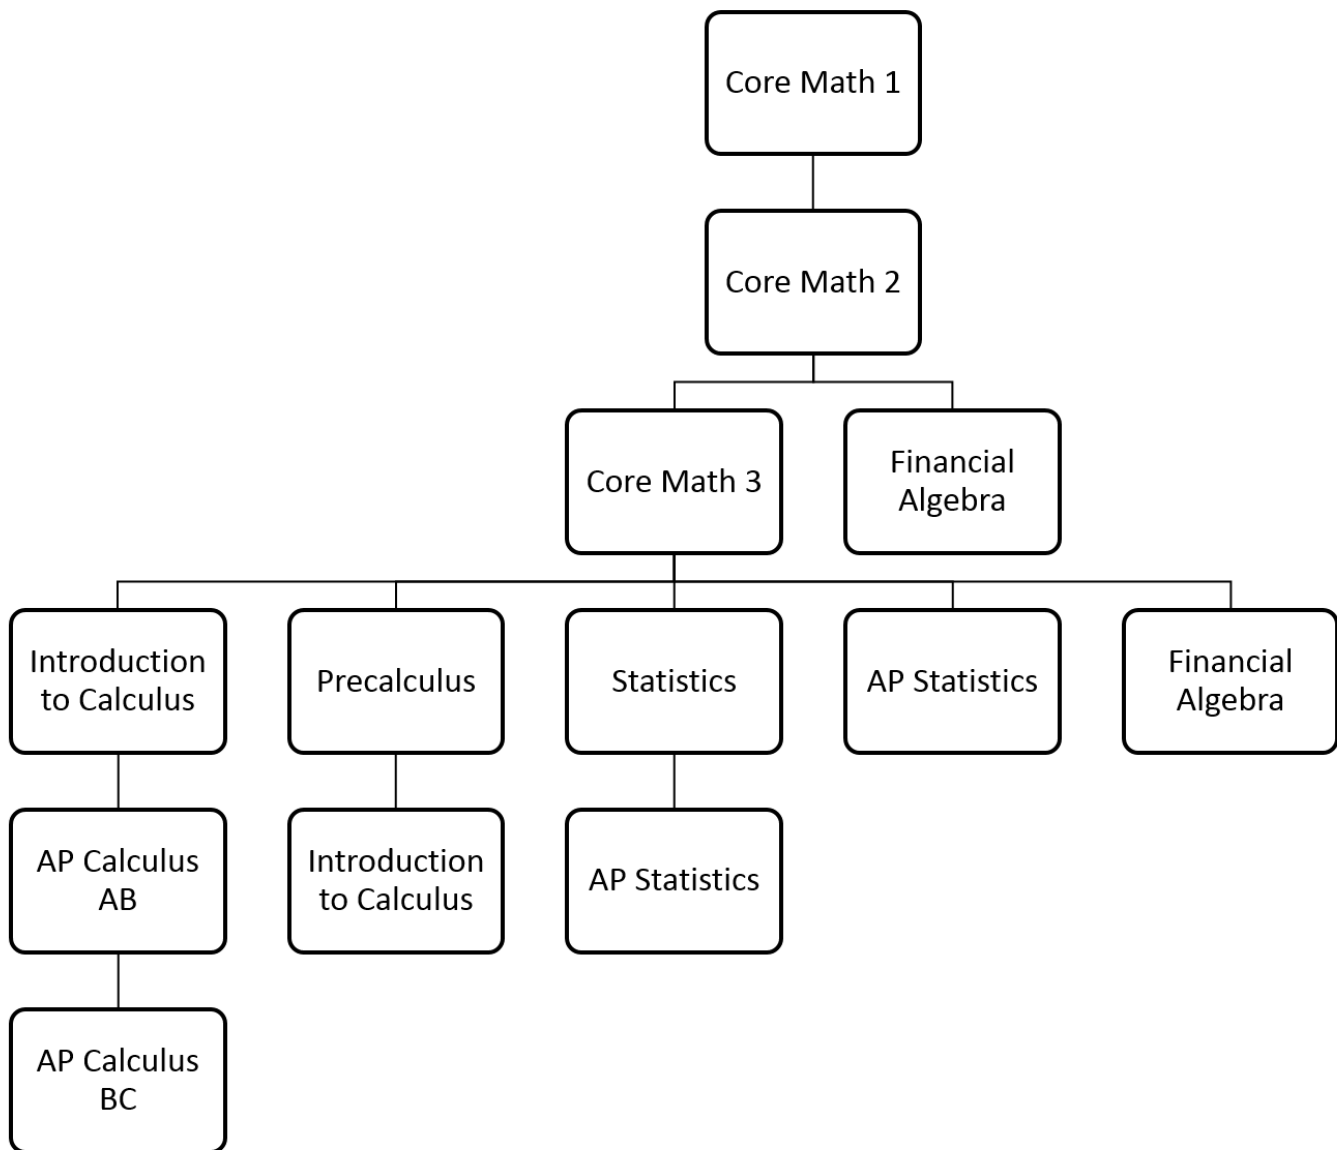 Core Math 1
Core Math 2
Core Math 3
Financial
Algebra
Introduction
to Calculus
Precalculus
Statistics
AP Statistics
Financial
Algebra
AP Calculus
AB
Introduction
to Calculus
AP Statistics
AP Calculus
BC